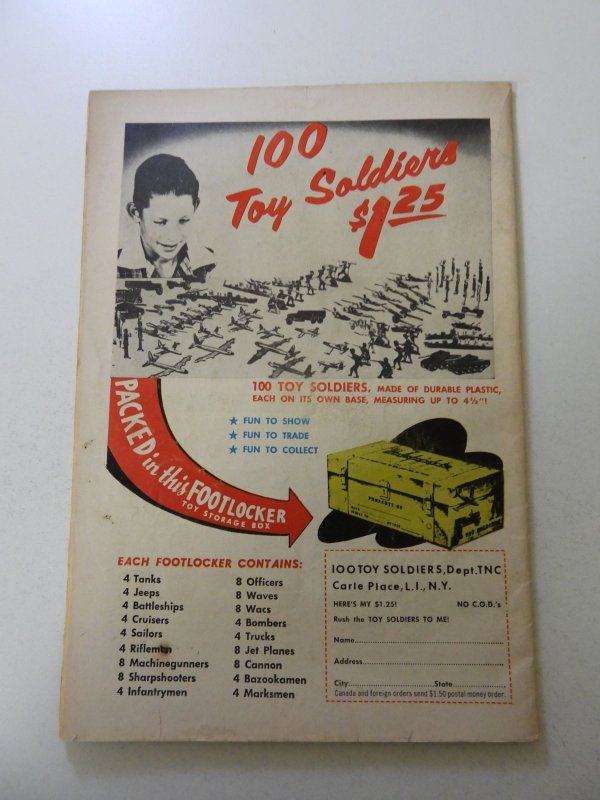 100
Toy Soldiers
$1.25
100 TOY SOLDIERS, MADE OF DURABLE PLASTIC,
EACH ON ITS OWN BASE, MEASURING UP TO 4½"!
★ FUN TO SHOW
★ FUN TO TRADE
★ FUN TO COLLECT
PACKED in this FOOTLOCKER
TOY STORAGE BOX
PROPERTY OF
EACH FOOTLOCKER CONTAINS:
4 Tanks
4 Jeeps
4 Battleships
4 Cruisers
4 Sailors
4 Riflemen
8 Machinegunners
8 Sharpshooters
4 Infantrymen
8 Officers
8 Waves
8 Wacs
4 Bombers
4 Trucks
8 Jet Planes
8 Cannon
4 Bazookamen
4 Marksmen
100 TOY SOLDIERS, Dept. TNC
Carle Place, L.I., N.Y.
HERE'S MY $1.25! NO C.O.D.'s
Rush the TOY SOLDIERS TO ME!
Name
Address
City State
Canada and foreign orders send $1.50 postal money order.